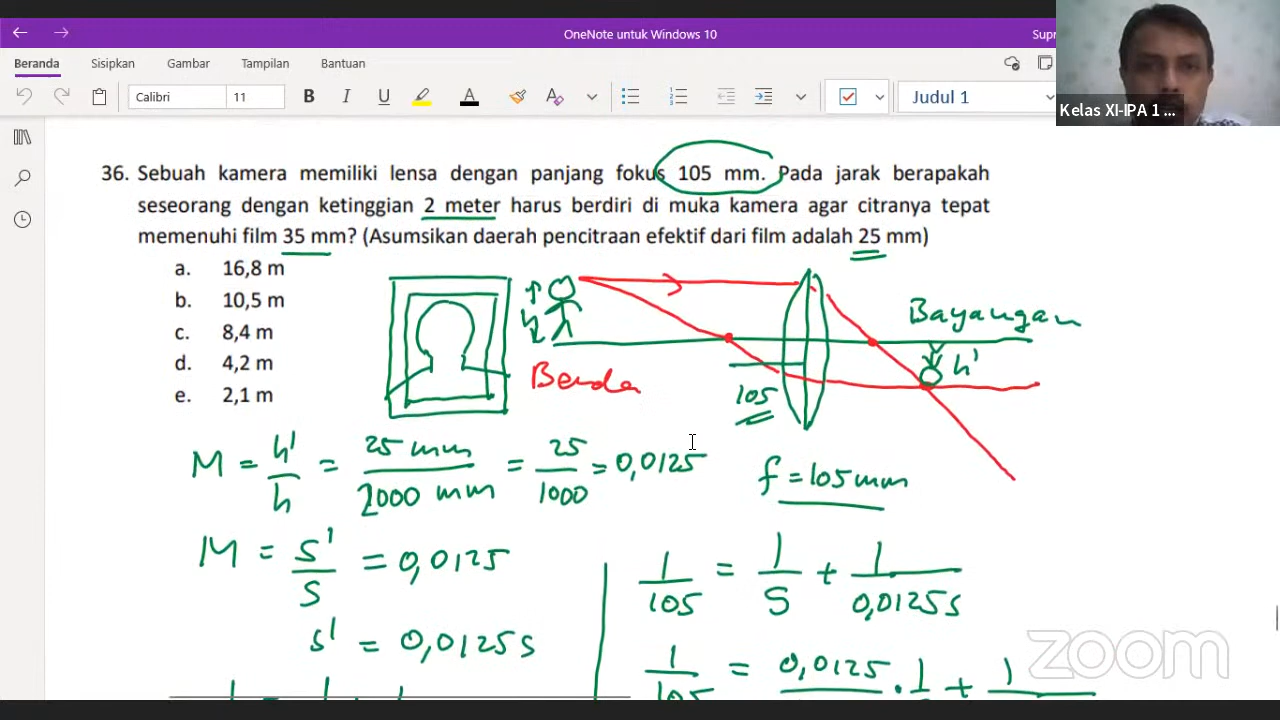 OneNote untuk Windows 10
Supr
Beranda Sisipkan Gambar Tampilan Bantuan
Calibri 11 B I U A Judul 1
Kelas XI-IPA 1 ...
36. Sebuah kamera memiliki lensa dengan panjang fokus 105 mm. Pada jarak berapakah
seseorang dengan ketinggian 2 meter harus berdiri di muka kamera agar citranya tepat
memenuhi film 35 mm? (Asumsikan daerah pencitraan efektif dari film adalah 25 mm)
a. 16,8 m
b. 10,5 m
c. 8,4 m
d. 4,2 m
e. 2,1 m
h
Benda
105
Bayangan
h'
M = h'/h = 25 mm/2000 mm = 25/1000 = 0,0125
f = 105 mm
M = s'/s = 0,0125
s' = 0,0125 s
1/105 = 1/s + 1/0,0125s
1/105 = 0,0125 · 1 + 1
zoom